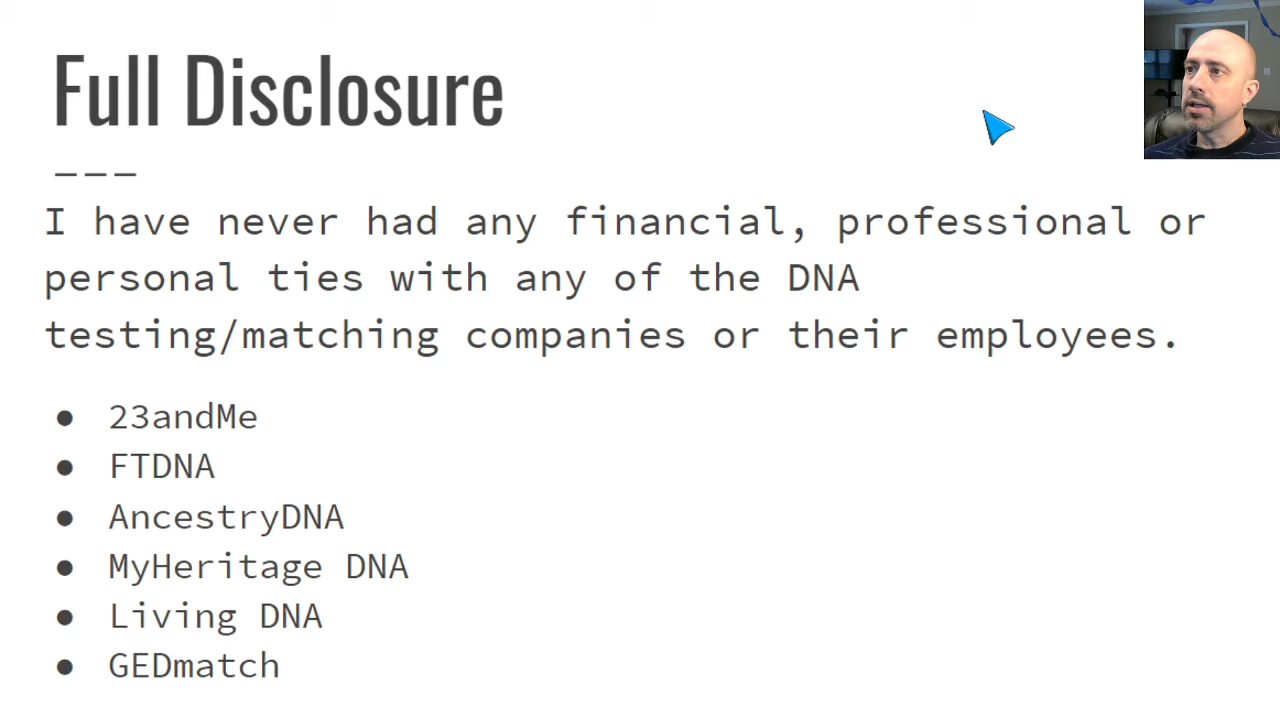 Full Disclosure
___
I have never had any financial, professional or
personal ties with any of the DNA
testing/matching companies or their employees.
● 23andMe
● FTDNA
● AncestryDNA
● MyHeritage DNA
● Living DNA
● GEDmatch